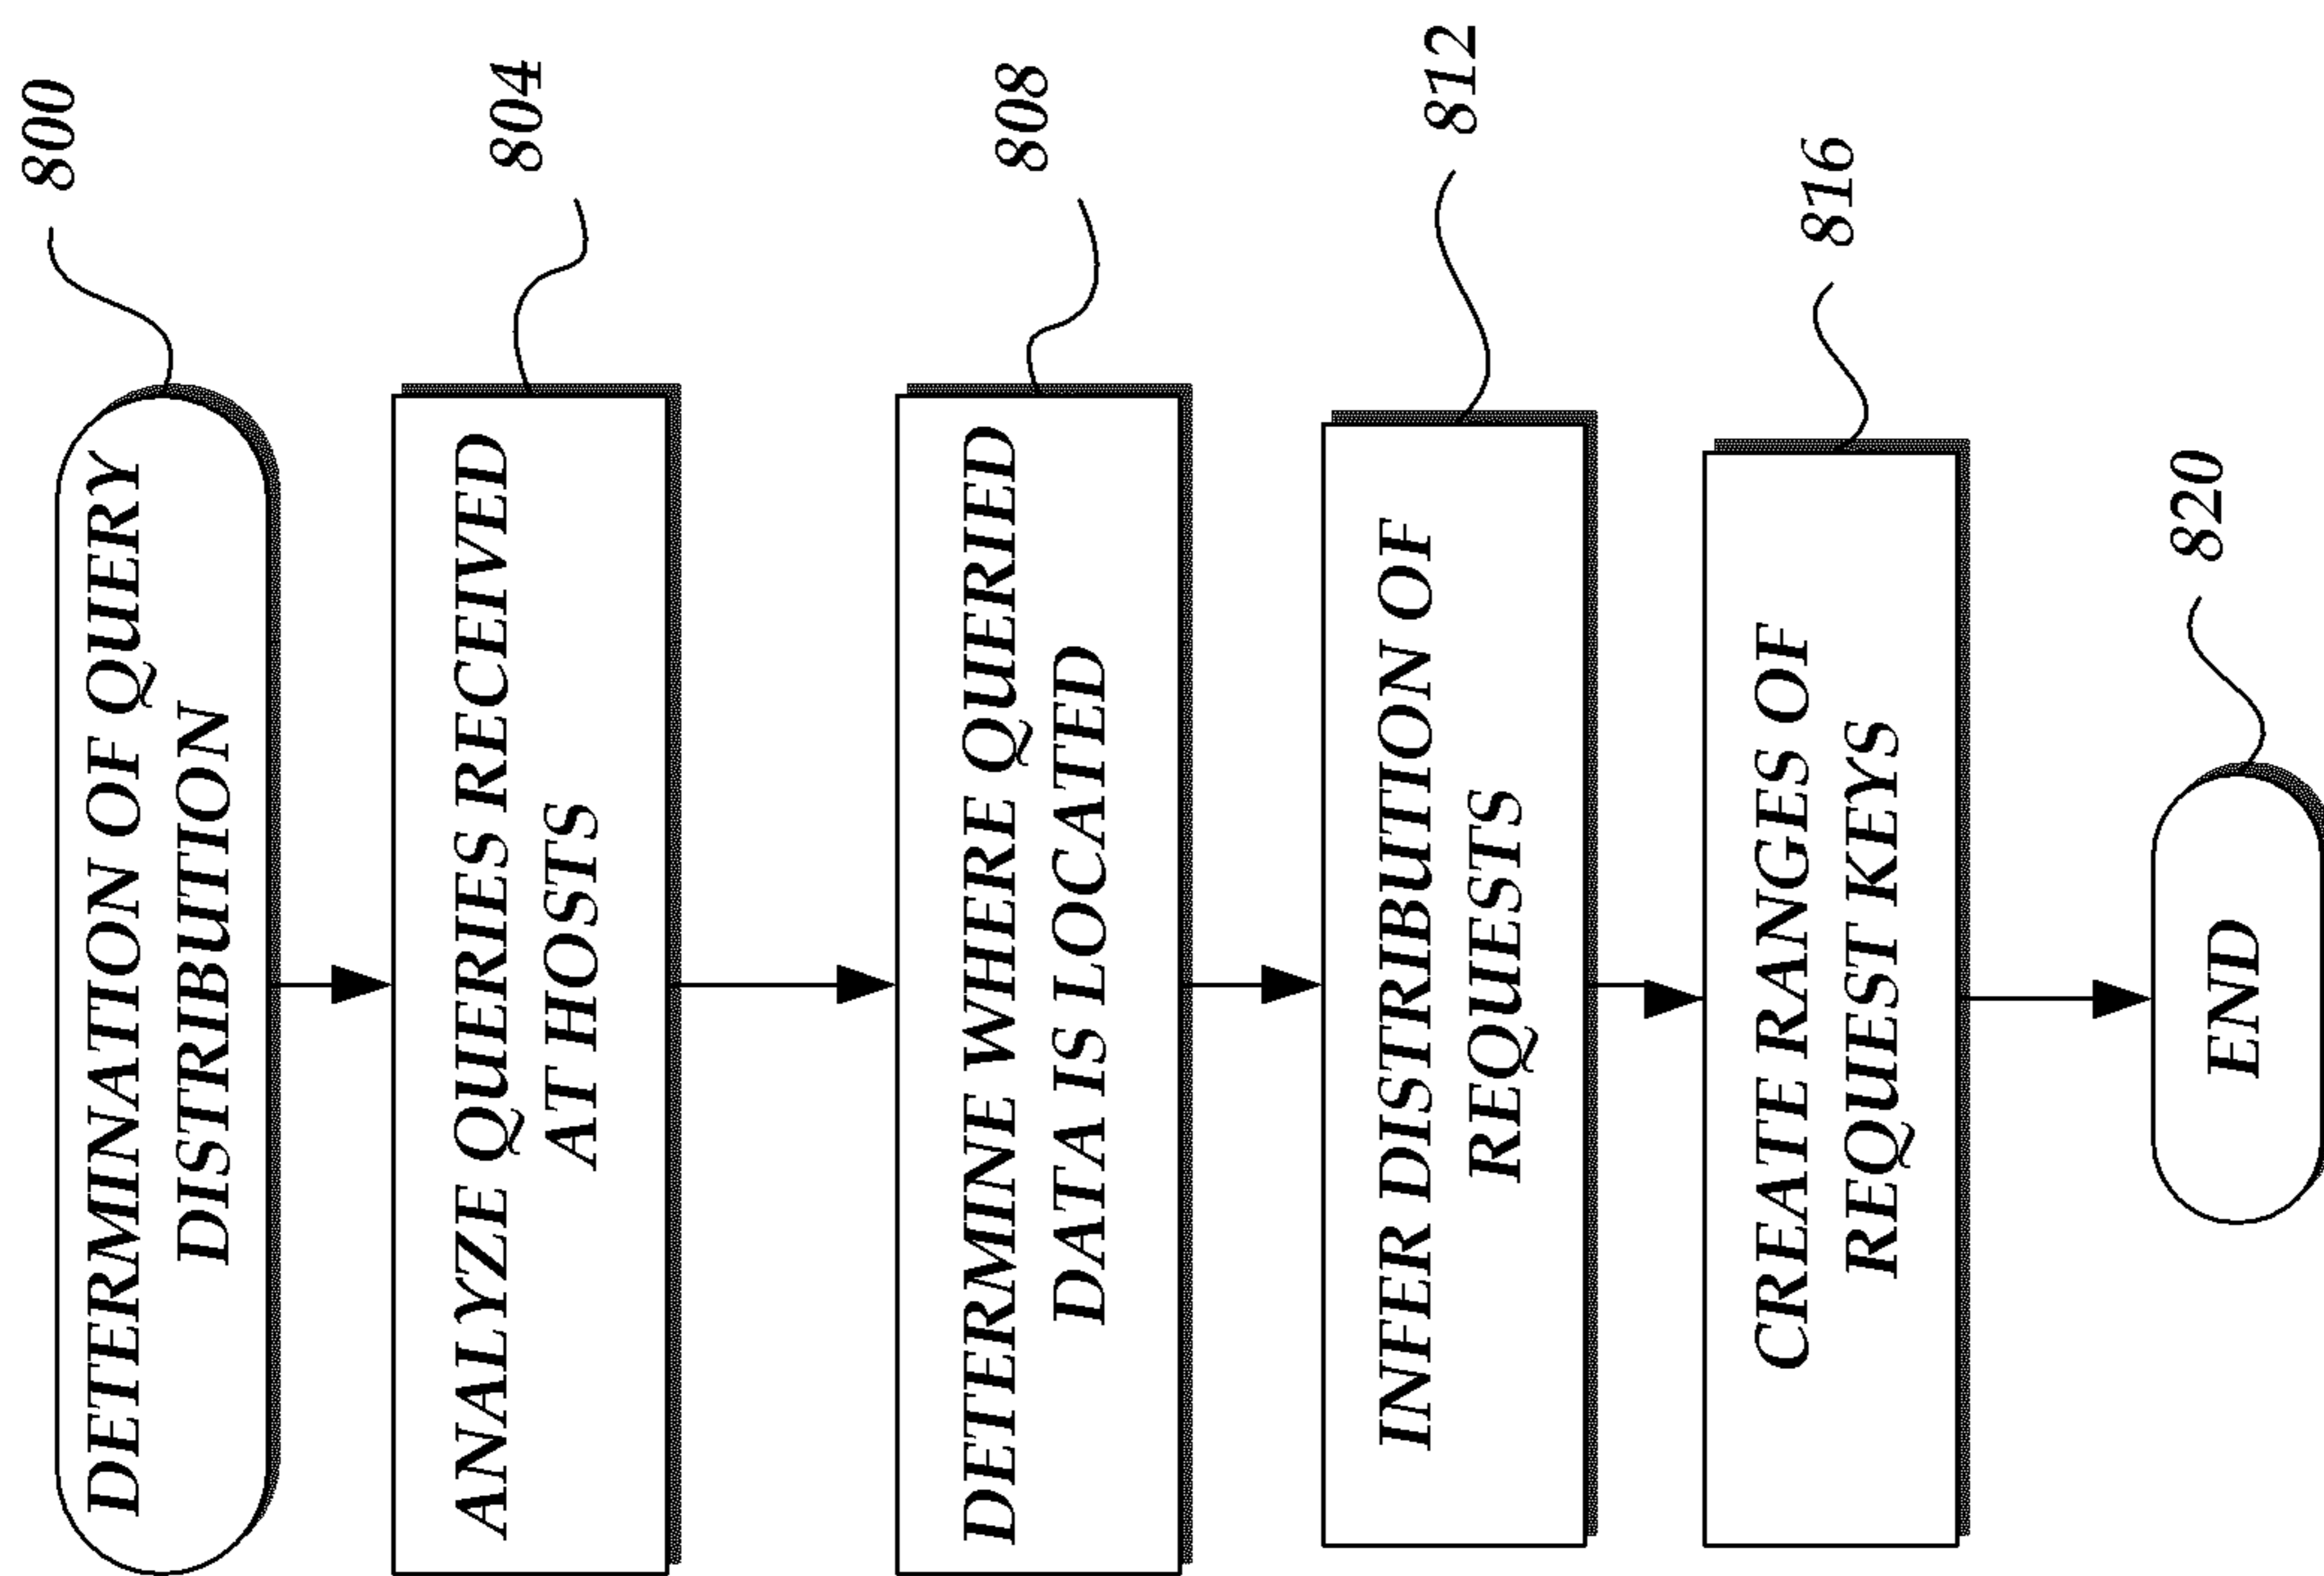 800
DETERMINATION OF QUERY
DISTRIBUTION
804
ANALYZE QUERIES RECEIVED
AT HOSTS
808
DETERMINE WHERE QUERIED
DATA IS LOCATED
812
INFER DISTRIBUTION OF
REQUESTS
816
CREATE RANGES OF
REQUEST KEYS
820
END